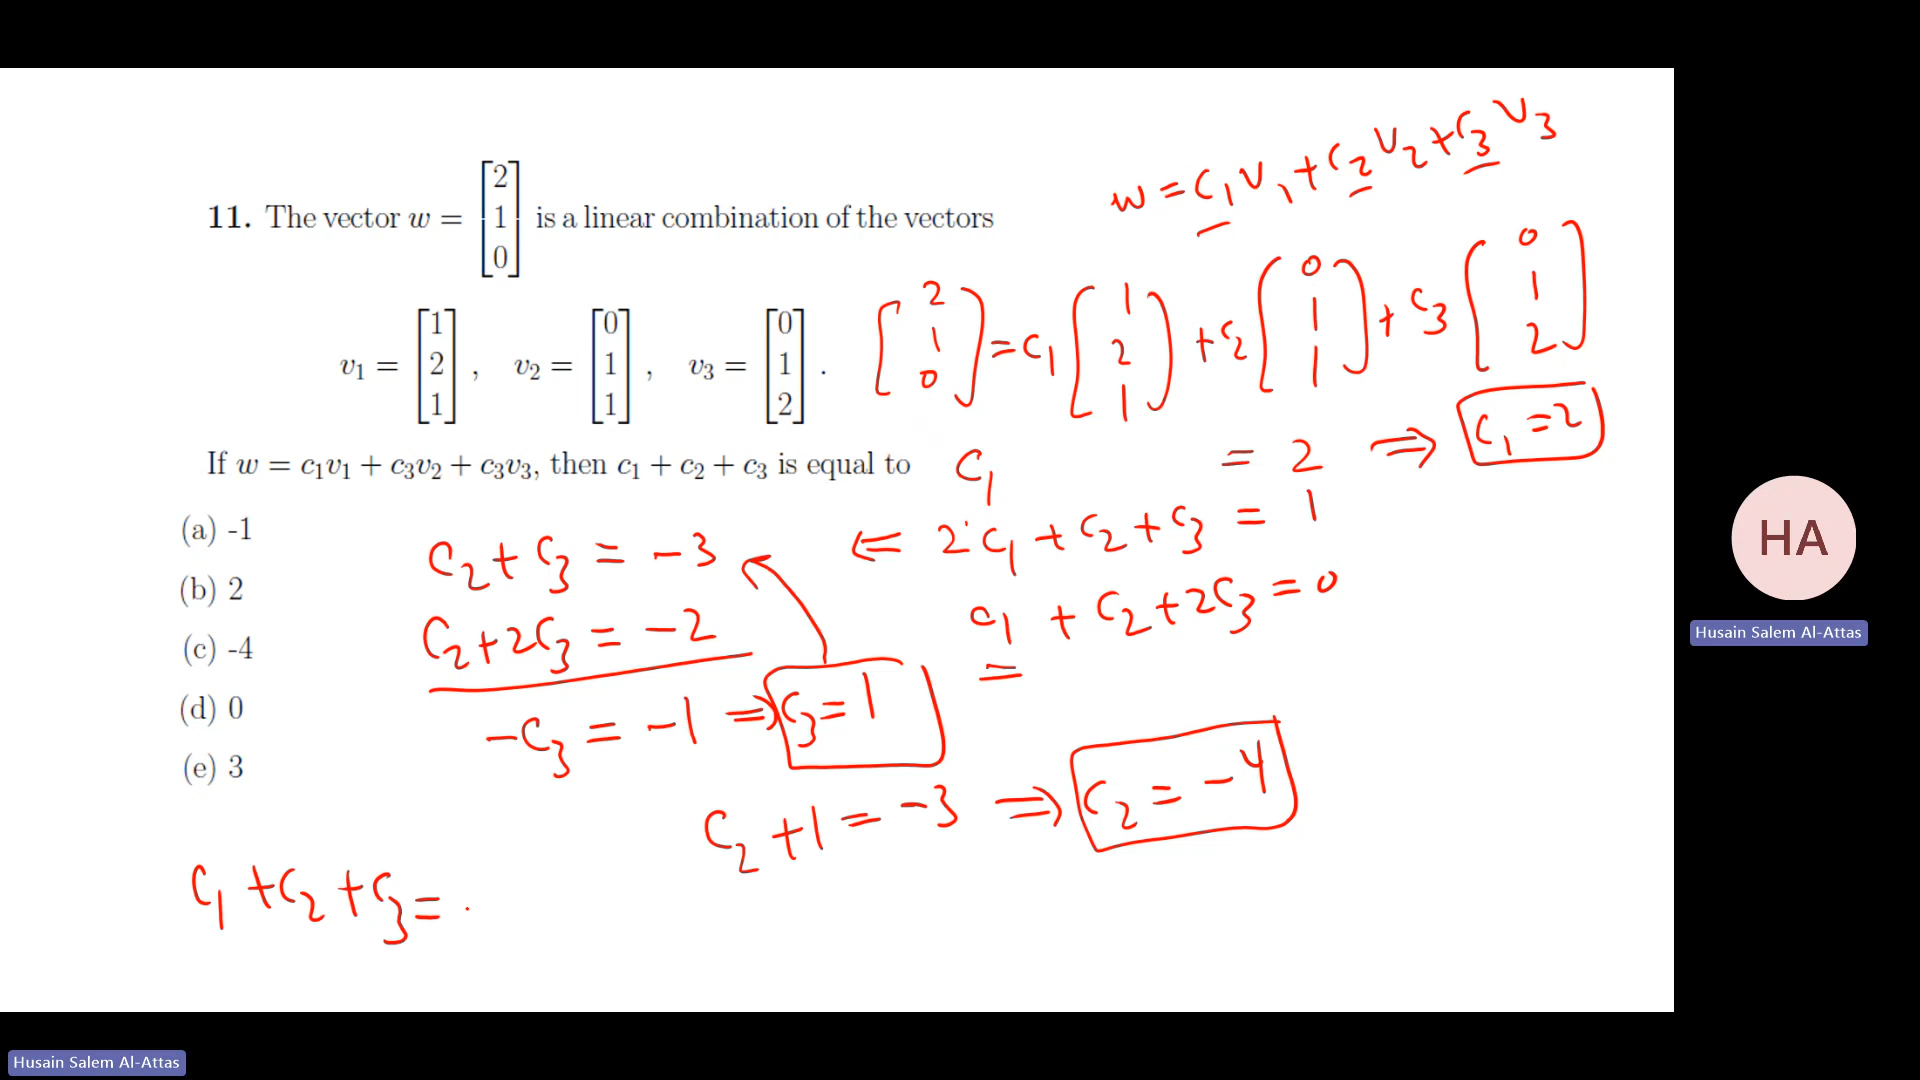 11. The vector w = [2 1 0] is a linear combination of the vectors
v1 = [1 2 1], v2 = [0 1 1], v3 = [0 1 2].
If w = c1v1 + c3v2 + c3v3, then c1 + c2 + c3 is equal to
(a) -1
(b) 2
(c) -4
(d) 0
(e) 3
w = c1v1 + c2v2 + c3v3
[2 1 0] = c1 [1 2 1] + c2 [0 1 1] + c3 [0 1 2]
c1 = 2 ⇒ c1 = 2
c2 + c3 = -3 ⇐ 2·c1 + c2 + c3 = 1
c2 + 2c3 = -2
c1 + c2 + 2c3 = 0
-c3 = -1 ⇒ c3 = 1
c2 + 1 = -3 ⇒ c2 = -4
c1 + c2 + c3 =
HA
Husain Salem Al-Attas
Husain Salem Al-Attas